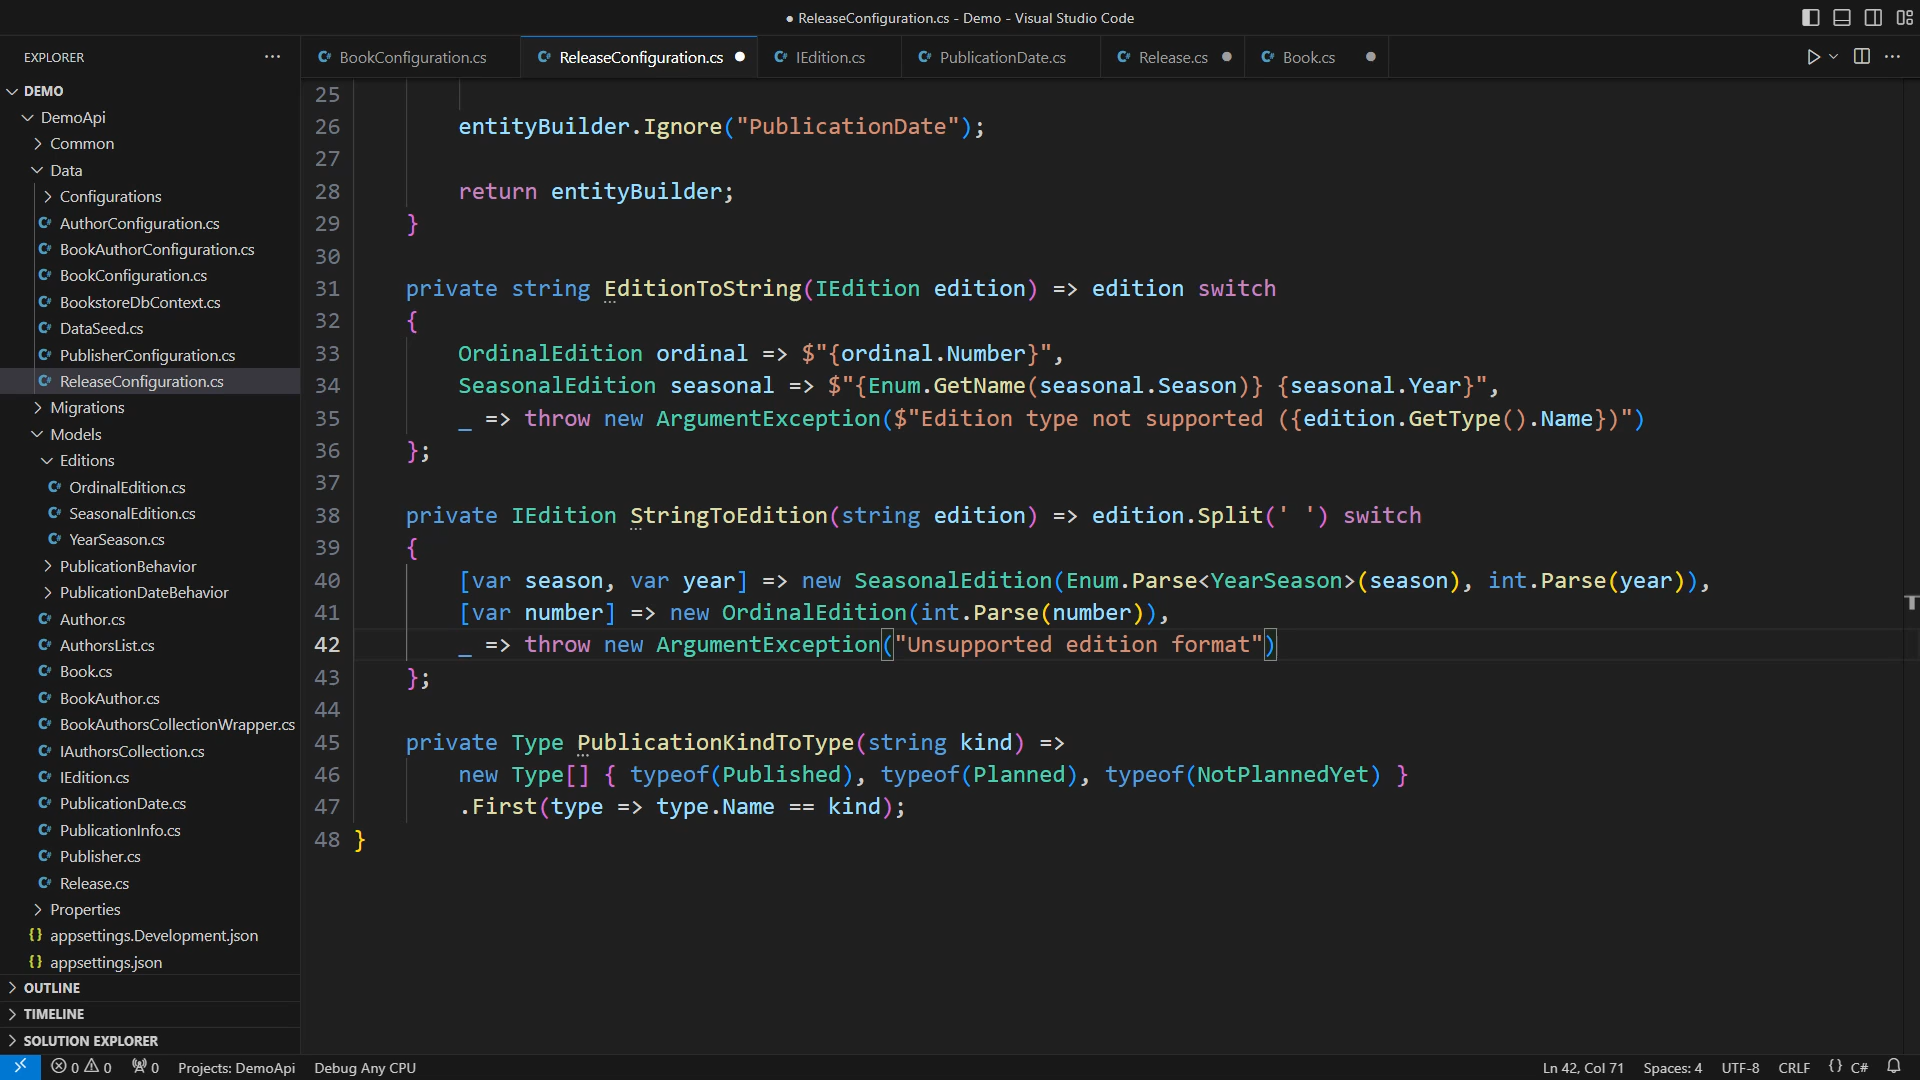 ● ReleaseConfiguration.cs - Demo - Visual Studio Code
EXPLORER
DEMO
DemoApi
Common
Data
Configurations
AuthorConfiguration.cs
BookAuthorConfiguration.cs
BookConfiguration.cs
BookstoreDbContext.cs
DataSeed.cs
PublisherConfiguration.cs
ReleaseConfiguration.cs
Migrations
Models
Editions
OrdinalEdition.cs
SeasonalEdition.cs
YearSeason.cs
PublicationBehavior
PublicationDateBehavior
Author.cs
AuthorsList.cs
Book.cs
BookAuthor.cs
BookAuthorsCollectionWrapper.cs
IAuthorsCollection.cs
IEdition.cs
PublicationDate.cs
PublicationInfo.cs
Publisher.cs
Release.cs
Properties
{} appsettings.Development.json
{} appsettings.json
OUTLINE
TIMELINE
SOLUTION EXPLORER
BookConfiguration.cs ReleaseConfiguration.cs ● IEdition.cs PublicationDate.cs Release.cs ● Book.cs ●
25
26 entityBuilder.Ignore("PublicationDate");
27
28 return entityBuilder;
29 }
30
31 private string EditionToString(IEdition edition) => edition switch
32 {
33 OrdinalEdition ordinal => $"{ordinal.Number}",
34 SeasonalEdition seasonal => $"{Enum.GetName(seasonal.Season)} {seasonal.Year}",
35 _ => throw new ArgumentException($"Edition type not supported ({edition.GetType().Name})")
36 };
37
38 private IEdition StringToEdition(string edition) => edition.Split(' ') switch
39 {
40 [var season, var year] => new SeasonalEdition(Enum.Parse<YearSeason>(season), int.Parse(year)),
41 [var number] => new OrdinalEdition(int.Parse(number)),
42 _ => throw new ArgumentException("Unsupported edition format")
43 };
44
45 private Type PublicationKindToType(string kind) =>
46 new Type[] { typeof(Published), typeof(Planned), typeof(NotPlannedYet) }
47 .First(type => type.Name == kind);
48 }
0 0 0 Projects: DemoApi Debug Any CPU Ln 42, Col 71 Spaces: 4 UTF-8 CRLF {} C#